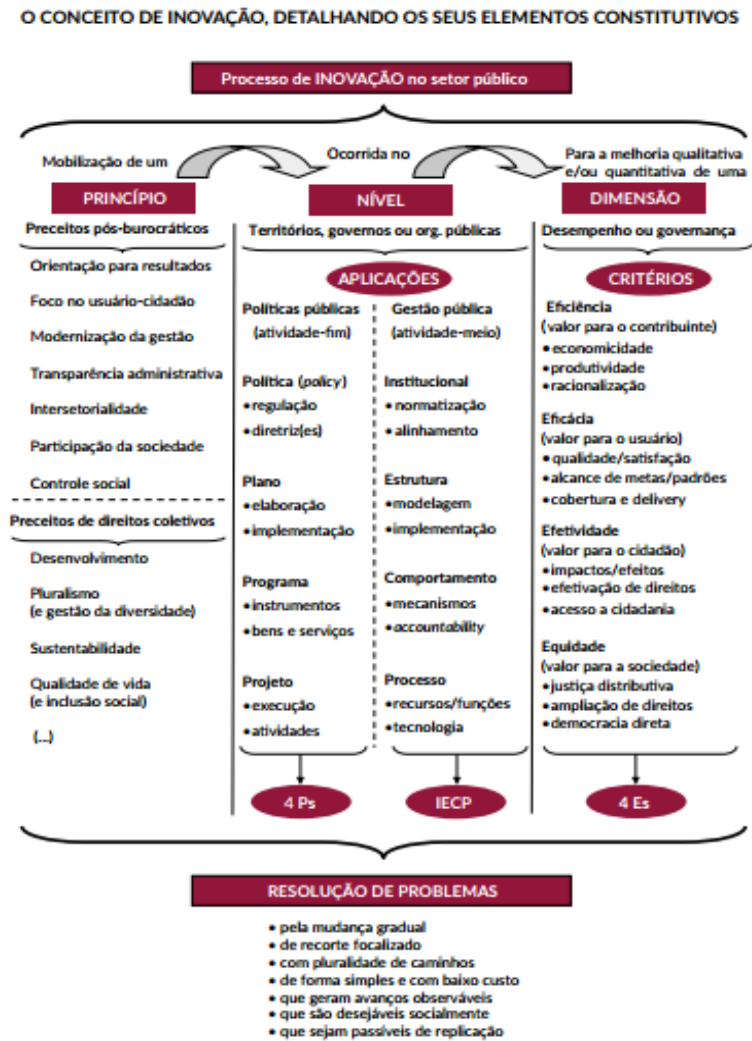 O CONCEITO DE INOVAÇÃO, DETALHANDO OS SEUS ELEMENTOS CONSTITUTIVOS
Processo de INOVAÇÃO no setor público
Mobilização de um
Ocorrida no
Para a melhoria qualitativa
e/ou quantitativa de uma
PRINCÍPIO
NÍVEL
DIMENSÃO
Preceitos pós-burocráticos
Orientação para resultados
Foco no usuário-cidadão
Modernização da gestão
Transparência administrativa
Intersetorialidade
Participação da sociedade
Controle social
Preceitos de direitos coletivos
Desenvolvimento
Pluralismo
(e gestão da diversidade)
Sustentabilidade
Qualidade de vida
(e inclusão social)
(...)
Territórios, governos ou org. públicas
APLICAÇÕES
Políticas públicas
(atividade-fim)
Política (policy)
•regulação
•diretriz(es)
Plano
•elaboração
•implementação
Programa
•instrumentos
•bens e serviços
Projeto
•execução
•atividades
4 Ps
Gestão pública
(atividade-meio)
Institucional
•normatização
•alinhamento
Estrutura
•modelagem
•implementação
Comportamento
•mecanismos
•accountability
Processo
•recursos/funções
•tecnologia
IECP
Desempenho ou governança
CRITÉRIOS
Eficiência
(valor para o contribuinte)
•economicidade
•produtividade
•racionalização
Eficácia
(valor para o usuário)
•qualidade/satisfação
•alcance de metas/padrões
•cobertura e delivery
Efetividade
(valor para o cidadão)
•impactos/efeitos
•efetivação de direitos
•acesso a cidadania
Equidade
(valor para a sociedade)
•justiça distributiva
•ampliação de direitos
•democracia direta
4 Es
RESOLUÇÃO DE PROBLEMAS
• pela mudança gradual
• de recorte focalizado
• com pluralidade de caminhos
• de forma simples e com baixo custo
• que geram avanços observáveis
• que são desejáveis socialmente
• que sejam passíveis de replicação